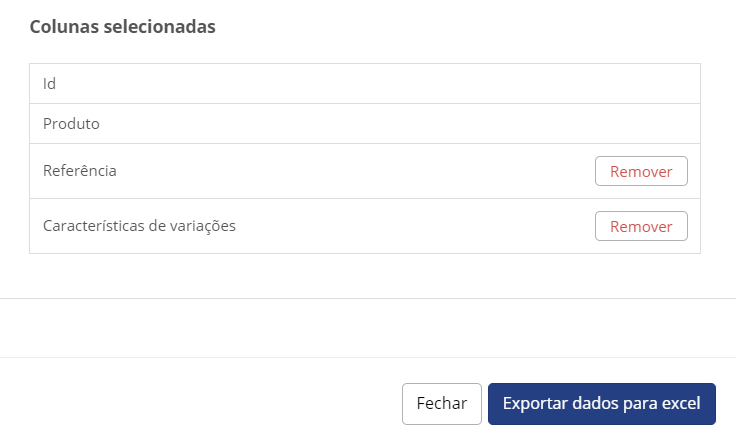 Colunas selecionadas
Id
Produto
Referência
Remover
Características de variações
Remover
Fechar
Exportar dados para excel